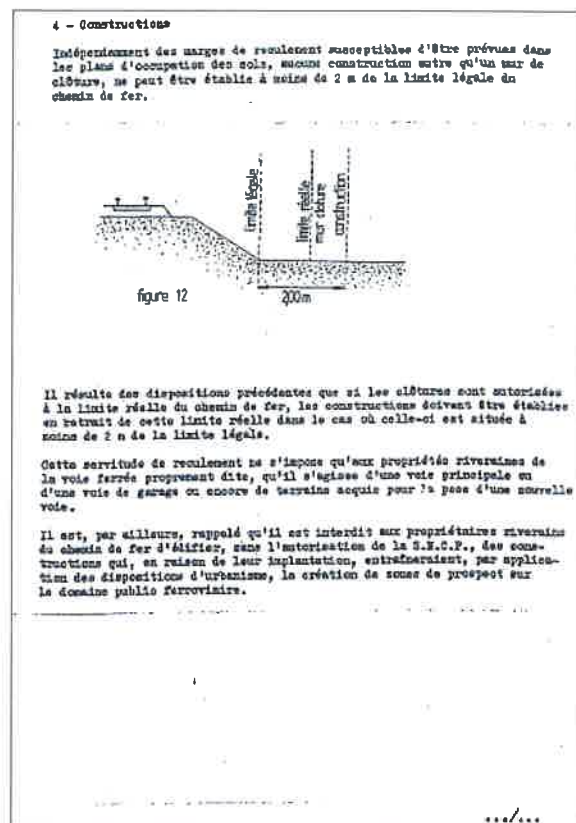 4 - Constructions
Indépendamment des marges de reculement susceptibles d'être prévues dans
les plans d'occupation des sols, aucune construction autre qu'un mur de
clôture, ne peut être établie à moins de 2 m de la limite légale du
chemin de fer.
limite légale
limite réelle
mur cloture
construction
figure 12
2,00m
Il résulte des dispositions précédentes que si les clôtures sont autorisées
à la limite réelle du chemin de fer, les constructions doivent être établies
en retrait de cette limite réelle dans le cas où celle-ci est située à
moins de 2 m de la limite légale.
Cette servitude de reculement ne s'impose qu'aux propriétés riveraines de
la voie ferrée proprement dite, qu'il s'agisse d'une voie principale ou
d'une voie de garage ou encore de terrains acquis pour la pose d'une nouvelle
voie.
Il est, par ailleurs, rappelé qu'il est interdit aux propriétaires riverains
du chemin de fer d'édifier, sans l'autorisation de la S.N.C.F., des cons-
tructions qui, en raison de leur implantation, entraîneraient, par applica-
tion des dispositions d'urbanisme, la création de zones de prospect sur
le domaine public ferroviaire.
.../...